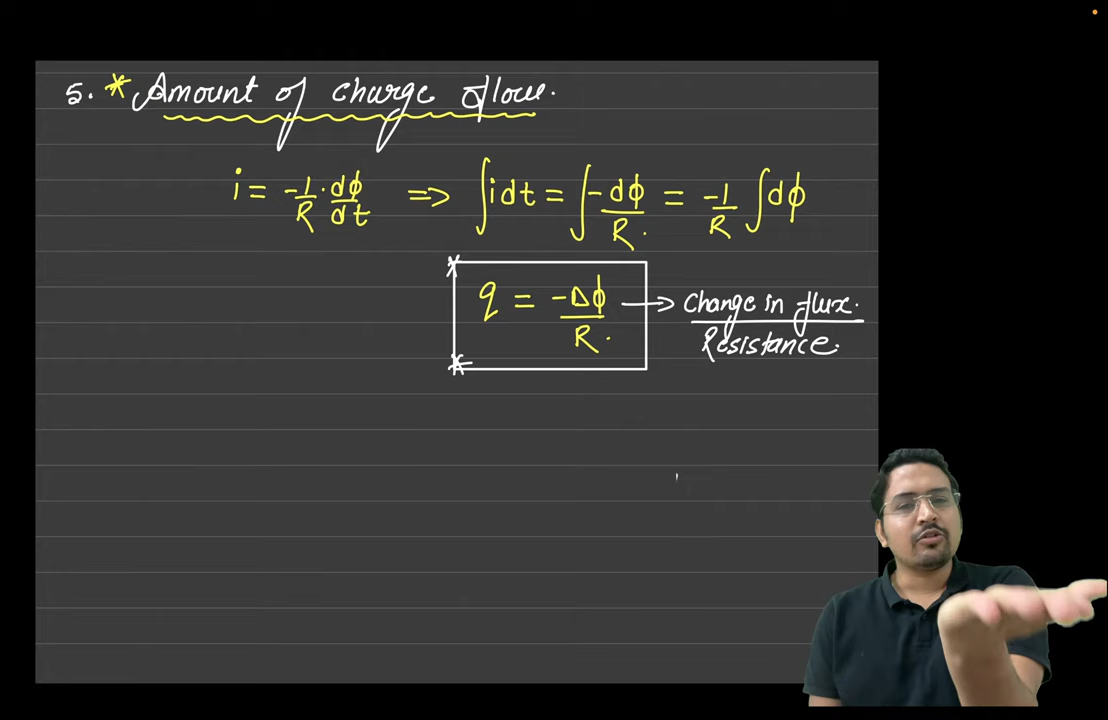 5. * Amount of charge flow.
i = -1/R · dϕ/dt => ∫idt = ∫-dϕ/R. = -1/R ∫dϕ
q = -Δϕ/R. → Change in flux. / Resistance.